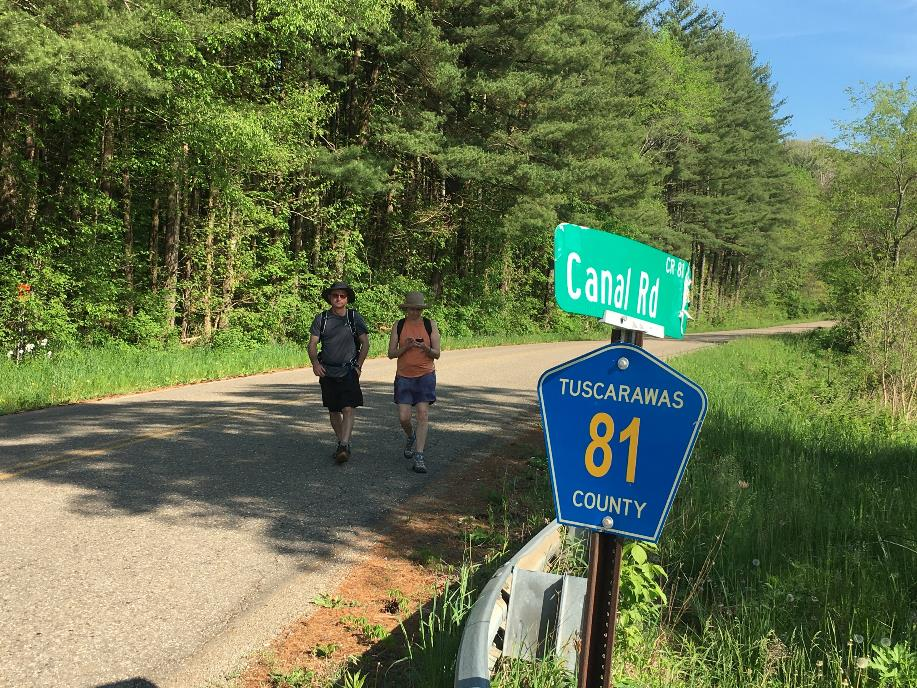 CR 81
Canal Rd
TUSCARAWAS
81
COUNTY